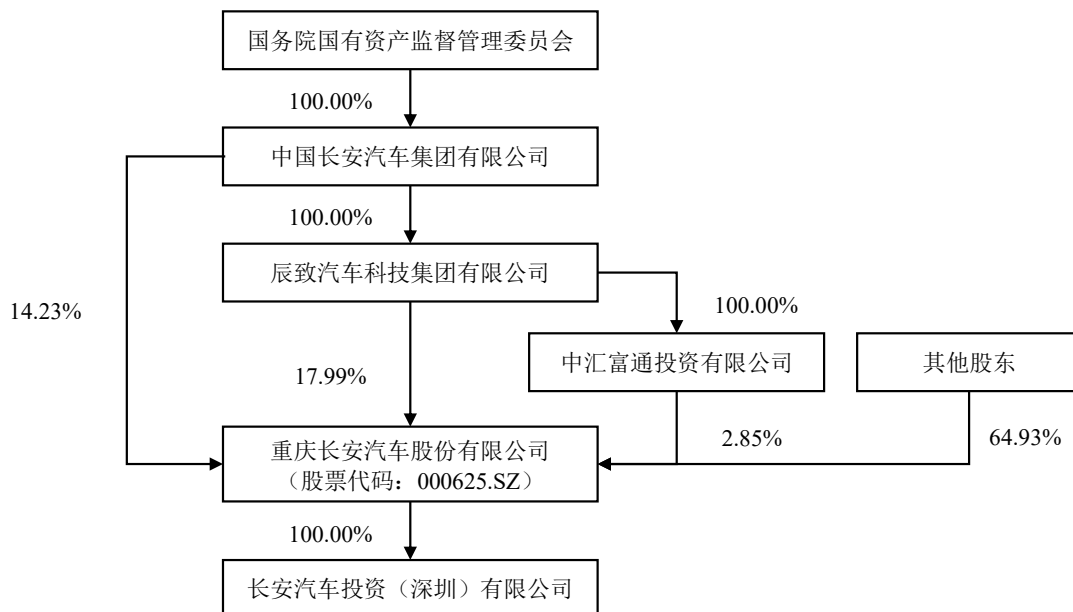 国务院国有资产监督管理委员会
100.00%
中国长安汽车集团有限公司
100.00%
辰致汽车科技集团有限公司
14.23%
100.00%
中汇富通投资有限公司
其他股东
17.99%
2.85%
64.93%
重庆长安汽车股份有限公司
（股票代码：000625.SZ）
100.00%
长安汽车投资（深圳）有限公司